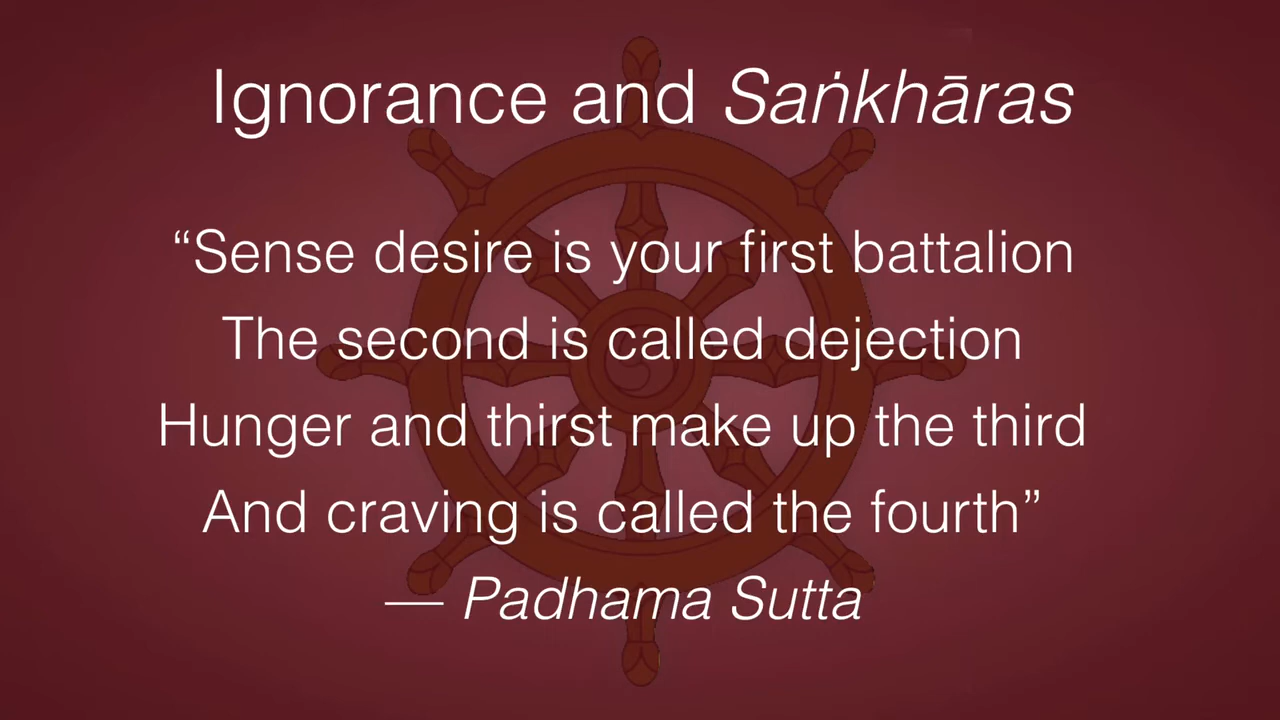 Ignorance and Saṅkhāras
“Sense desire is your first battalion
The second is called dejection
Hunger and thirst make up the third
And craving is called the fourth”
— Padhama Sutta